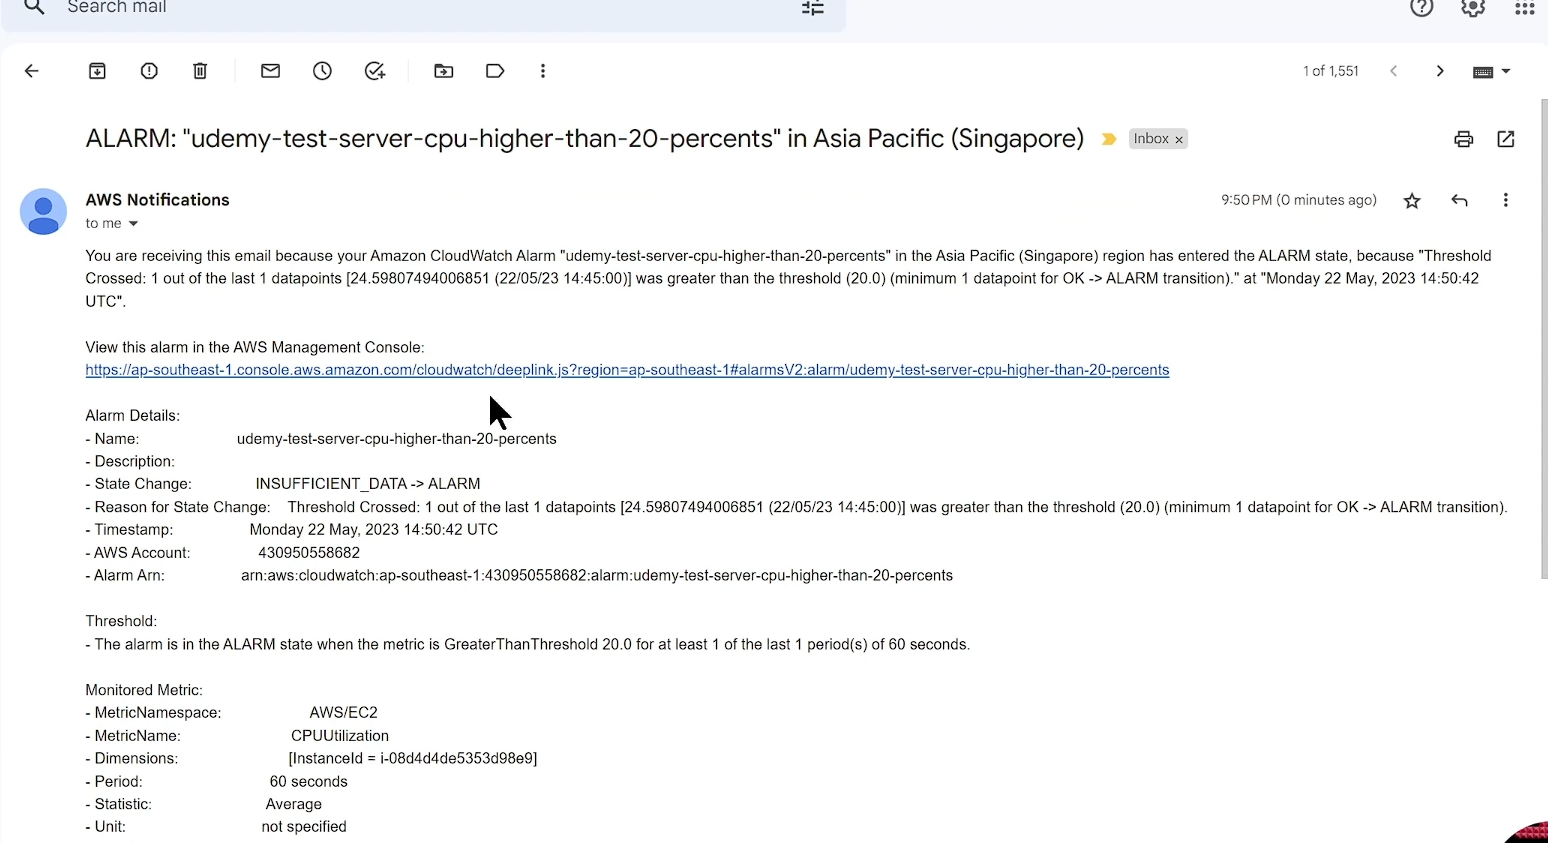 Search mail
1 of 1,551
ALARM: "udemy-test-server-cpu-higher-than-20-percents" in Asia Pacific (Singapore) Inbox x
AWS Notifications
9:50 PM (0 minutes ago)
to me
You are receiving this email because your Amazon CloudWatch Alarm "udemy-test-server-cpu-higher-than-20-percents" in the Asia Pacific (Singapore) region has entered the ALARM state, because "Threshold
Crossed: 1 out of the last 1 datapoints [24.59807494006851 (22/05/23 14:45:00)] was greater than the threshold (20.0) (minimum 1 datapoint for OK -> ALARM transition)." at "Monday 22 May, 2023 14:50:42
UTC".
View this alarm in the AWS Management Console:
https://ap-southeast-1.console.aws.amazon.com/cloudwatch/deeplink.js?region=ap-southeast-1#alarmsV2:alarm/udemy-test-server-cpu-higher-than-20-percents
Alarm Details:
- Name: udemy-test-server-cpu-higher-than-20-percents
- Description:
- State Change: INSUFFICIENT_DATA -> ALARM
- Reason for State Change: Threshold Crossed: 1 out of the last 1 datapoints [24.59807494006851 (22/05/23 14:45:00)] was greater than the threshold (20.0) (minimum 1 datapoint for OK -> ALARM transition).
- Timestamp: Monday 22 May, 2023 14:50:42 UTC
- AWS Account: 430950558682
- Alarm Arn: arn:aws:cloudwatch:ap-southeast-1:430950558682:alarm:udemy-test-server-cpu-higher-than-20-percents
Threshold:
- The alarm is in the ALARM state when the metric is GreaterThanThreshold 20.0 for at least 1 of the last 1 period(s) of 60 seconds.
Monitored Metric:
- MetricNamespace: AWS/EC2
- MetricName: CPUUtilization
- Dimensions: [InstanceId = i-08d4d4de5353d98e9]
- Period: 60 seconds
- Statistic: Average
- Unit: not specified